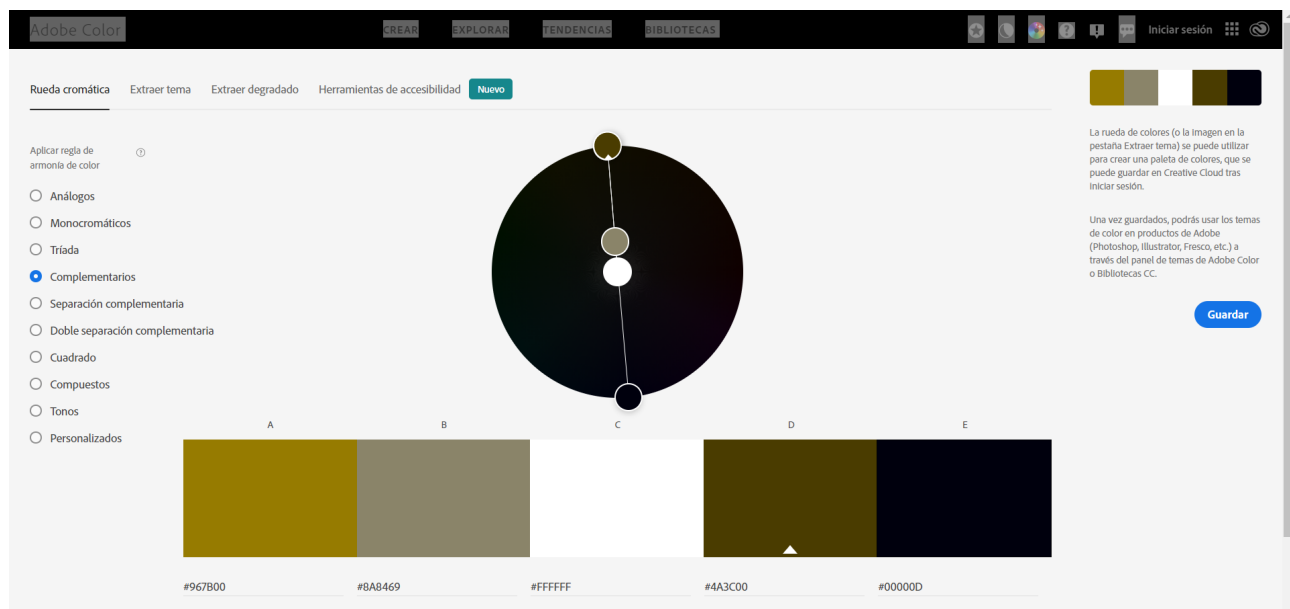 Adobe Color CREAR EXPLORAR TENDENCIAS BIBLIOTECAS Iniciar sesión
Rueda cromática Extraer tema Extraer degradado Herramientas de accesibilidad Nuevo
Aplicar regla de
armonía de color
Análogos
Monocromáticos
Tríada
Complementarios
Separación complementaria
Doble separación complementaria
Cuadrado
Compuestos
Tonos
Personalizados
A B C D E
#967B00 #8A8469 #FFFFFF #4A3C00 #00000D
La rueda de colores (o la Imagen en la
pestaña Extraer tema) se puede utilizar
para crear una paleta de colores, que se
puede guardar en Creative Cloud tras
iniciar sesión.
Una vez guardados, podrás usar los temas
de color en productos de Adobe
(Photoshop, Illustrator, Fresco, etc.) a
través del panel de temas de Adobe Color
o Bibliotecas CC.
Guardar